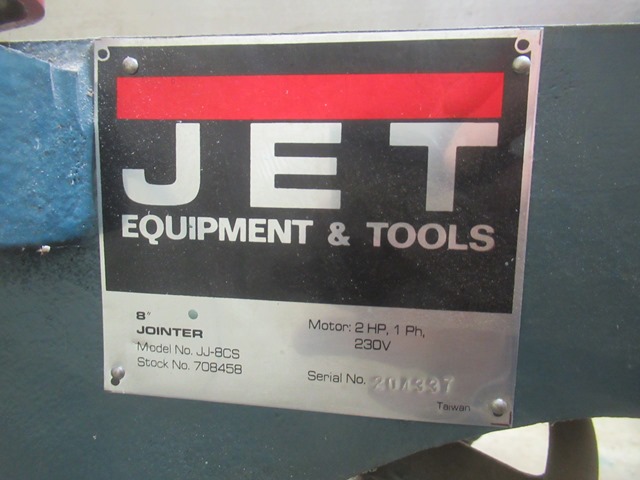 JET
EQUIPMENT & TOOLS
8"
JOINTER
Model No. JJ-8CS
Stock No. 708458
Motor: 2 HP, 1 Ph,
230V
Serial No. 204337
Taiwan